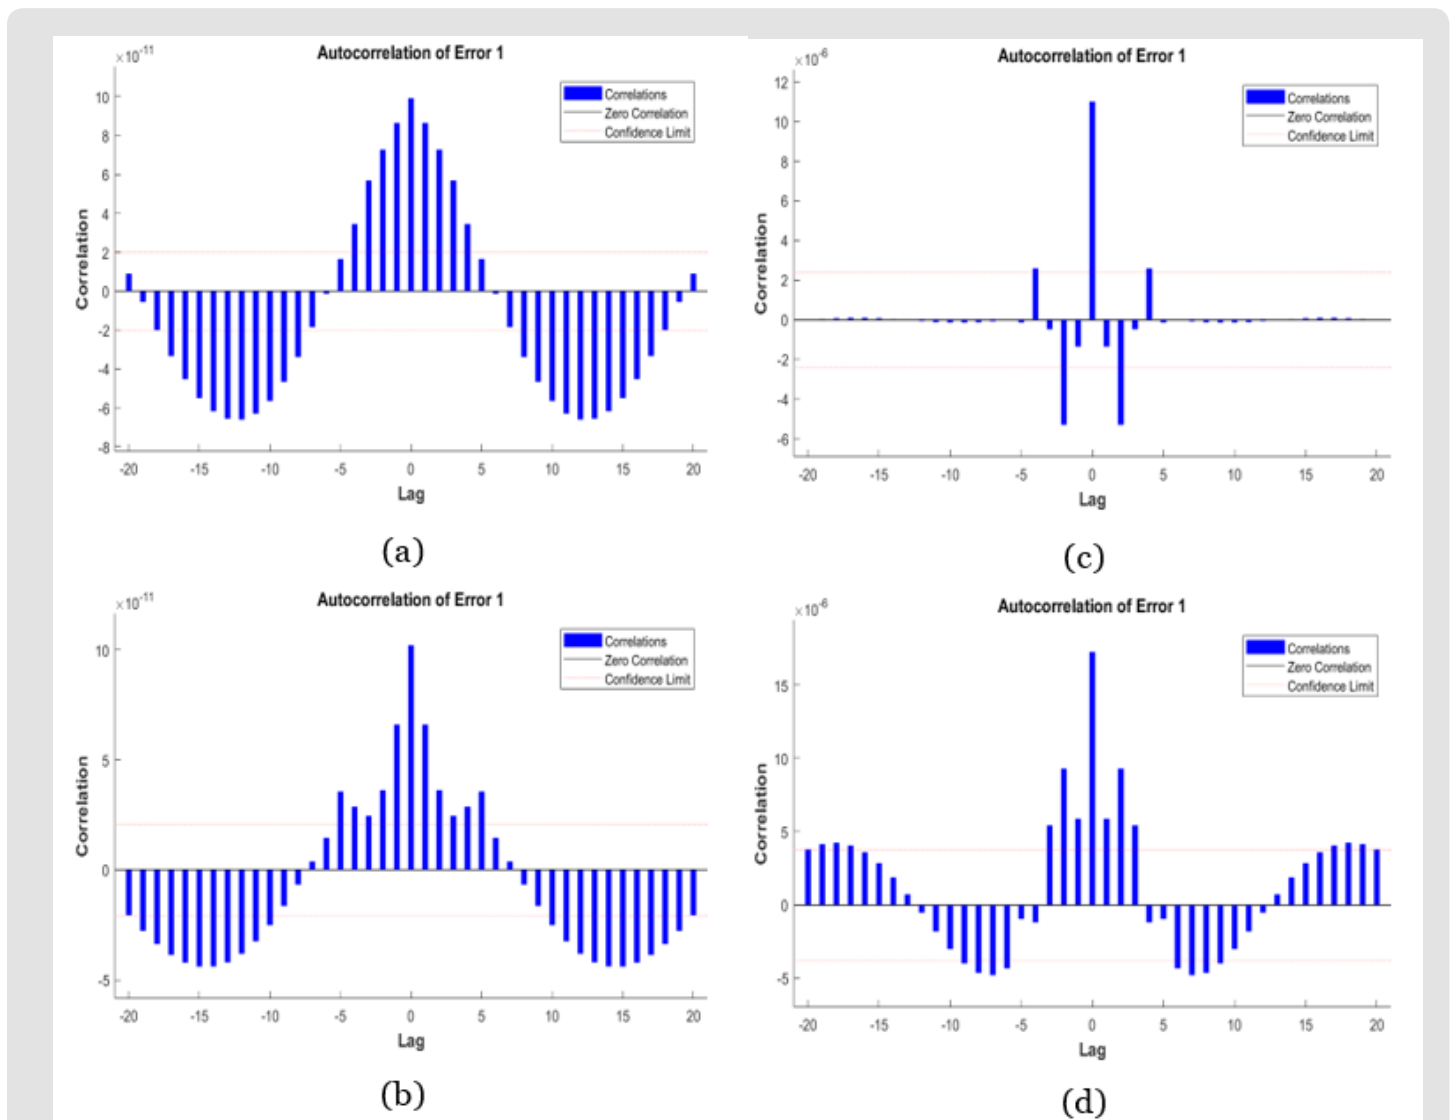 ×10-11
Autocorrelation of Error 1
Correlations
Zero Correlation
Confidence Limit
10
8
6
4
2
0
-2
-4
-6
-8
Correlation
-20 -15 -10 -5 0 5 10 15 20
Lag
(a)
×10-6
Autocorrelation of Error 1
Correlations
Zero Correlation
Confidence Limit
12
10
8
6
4
2
0
-2
-4
-6
Correlation
-20 -15 -10 -5 0 5 10 15 20
Lag
(c)
×10-11
Autocorrelation of Error 1
Correlations
Zero Correlation
Confidence Limit
10
5
0
-5
Correlation
-20 -15 -10 -5 0 5 10 15 20
Lag
(b)
×10-6
Autocorrelation of Error 1
Correlations
Zero Correlation
Confidence Limit
15
10
5
0
-5
Correlation
-20 -15 -10 -5 0 5 10 15 20
Lag
(d)